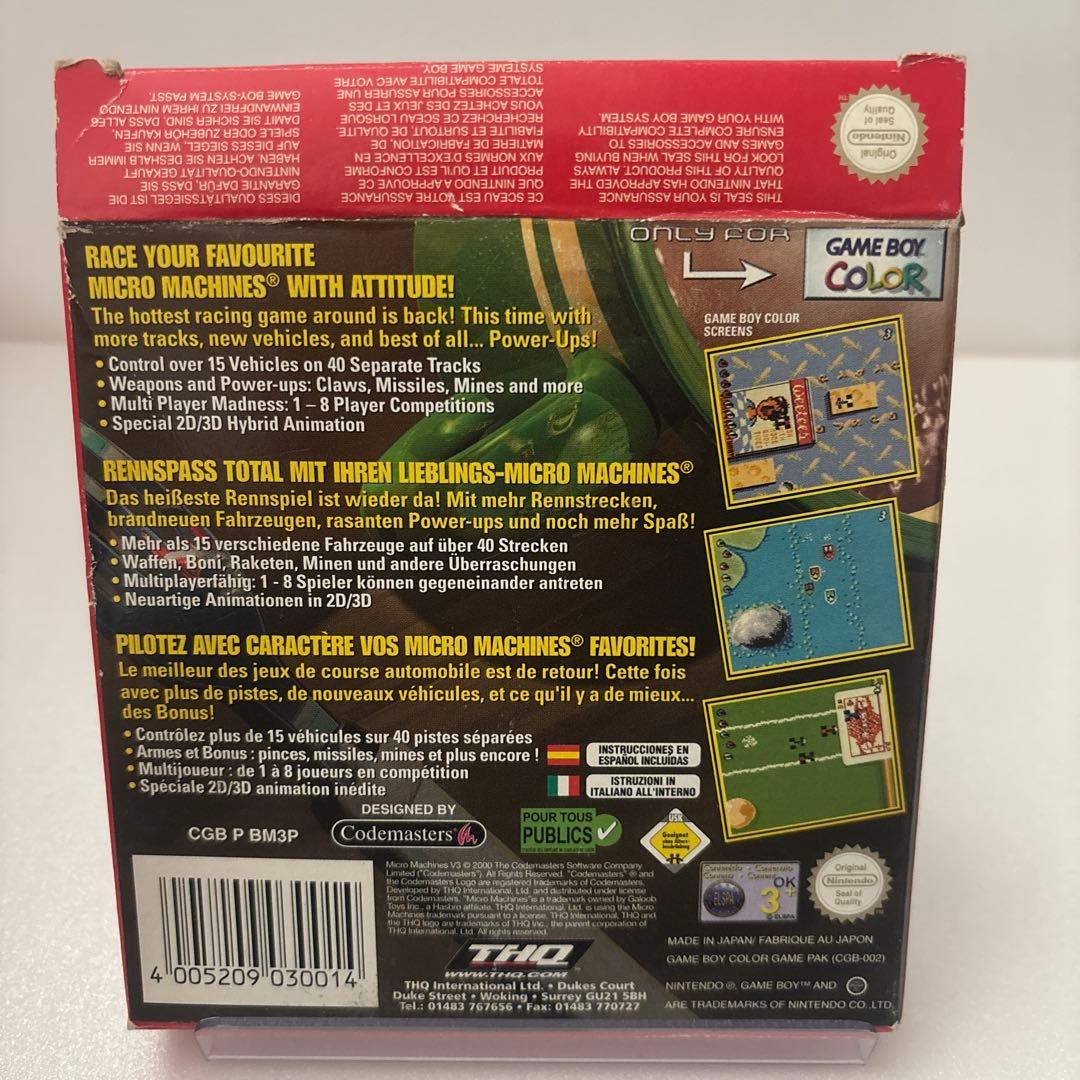 THIS SEAL IS YOUR ASSURANCE
THAT NINTENDO HAS APPROVED THE
QUALITY OF THIS PRODUCT. ALWAYS
LOOK FOR THIS SEAL WHEN BUYING
GAMES AND ACCESSORIES TO
ENSURE COMPLETE COMPATIBILITY
WITH YOUR GAME BOY SYSTEM.
CE SCEAU EST VOTRE ASSURANCE
QUE NINTENDO A APPROUVE CE
PRODUIT ET QU'IL EST CONFORME
AUX NORMES D'EXCELLENCE EN
MATIERE DE FABRICATION, DE
FIABILITE ET SURTOUT, DE QUALITE.
RECHERCHEZ CE SCEAU LORSQUE
VOUS ACHETEZ DES JEUX ET DES
ACCESSOIRES POUR ASSURER UNE
TOTALE COMPATIBILITE AVEC VOTRE
SYSTEME GAME BOY.
DIESES QUALITÄTSSIEGEL IST DIE
GARANTIE DAFÜR, DASS SIE
NINTENDO-QUALITÄT GEKAUFT
HABEN. ACHTEN SIE DESHALB IMMER
AUF DIESES SIEGEL, WENN SIE
SPIELE ODER ZUBEHÖR KAUFEN,
DAMIT SIE SICHER SIND, DASS ALLES
EINWANDFREI ZU IHREM NINTENDO
GAME BOY-SYSTEM PASST.
Original
Nintendo
Seal of
Quality
TM
ONLY FOR
GAME BOY
COLOR
RACE YOUR FAVOURITE
MICRO MACHINES® WITH ATTITUDE!
The hottest racing game around is back! This time with
more tracks, new vehicles, and best of all... Power-Ups!
• Control over 15 Vehicles on 40 Separate Tracks
• Weapons and Power-ups: Claws, Missiles, Mines and more
• Multi Player Madness: 1 – 8 Player Competitions
• Special 2D/3D Hybrid Animation
GAME BOY COLOR
SCREENS
3
RENNSPASS TOTAL MIT IHREN LIEBLINGS-MICRO MACHINES®
Das heißeste Rennspiel ist wieder da! Mit mehr Rennstrecken,
brandneuen Fahrzeugen, rasanten Power-ups und noch mehr Spaß!
• Mehr als 15 verschiedene Fahrzeuge auf über 40 Strecken
• Waffen, Boni, Raketen, Minen und andere Überraschungen
• Multiplayerfähig: 1 - 8 Spieler können gegeneinander antreten
• Neuartige Animationen in 2D/3D
3
PILOTEZ AVEC CARACTÈRE VOS MICRO MACHINES® FAVORITES!
Le meilleur des jeux de course automobile est de retour! Cette fois
avec plus de pistes, de nouveaux véhicules, et ce qu'il y a de mieux...
des Bonus!
• Contrôlez plus de 15 véhicules sur 40 pistes séparées
• Armes et Bonus : pinces, missiles, mines et plus encore !
• Multijoueur : de 1 à 8 joueurs en compétition
• Spéciale 2D/3D animation inédite
INSTRUCCIONES EN
ESPAÑOL INCLUIDAS
ISTRUZIONI IN
ITALIANO ALL'INTERNO
CGB P BM3P
DESIGNED BY
Codemasters
POUR TOUS
PUBLICS
USK
Geeignet
ohne Alters-
beschränkung
ELSPA
OK
3+
© ELSPA
Original
Nintendo
Seal of
Quality
TM
Micro Machines V3 © 2000 The Codemasters Software Company
Limited ("Codemasters"). All Rights Reserved. "Codemasters" ® and
the Codemasters Logo are registered trademarks of Codemasters.
Developed by THQ International, Ltd. and distributed under license
from Codemasters. "Micro Machines" is a trademark owned by Galoob
Toys Inc., a Hasbro affiliate. THQ International, Ltd. is using the Micro
Machines trademark pursuant to a license. THQ International, THQ and
the THQ logo are trademarks of THQ Inc., the parent corporation of
THQ International, Ltd. All rights reserved.
THQ
WWW.THQ.COM
THQ International Ltd. • Dukes Court
Duke Street • Woking • Surrey GU21 5BH
Tel.: 01483 767656 • Fax: 01483 770727
4 005209 030014
MADE IN JAPAN/ FABRIQUE AU JAPON
GAME BOY COLOR GAME PAK (CGB-002)
NINTENDO ®, GAME BOY™ AND
ARE TRADEMARKS OF NINTENDO CO., LTD.